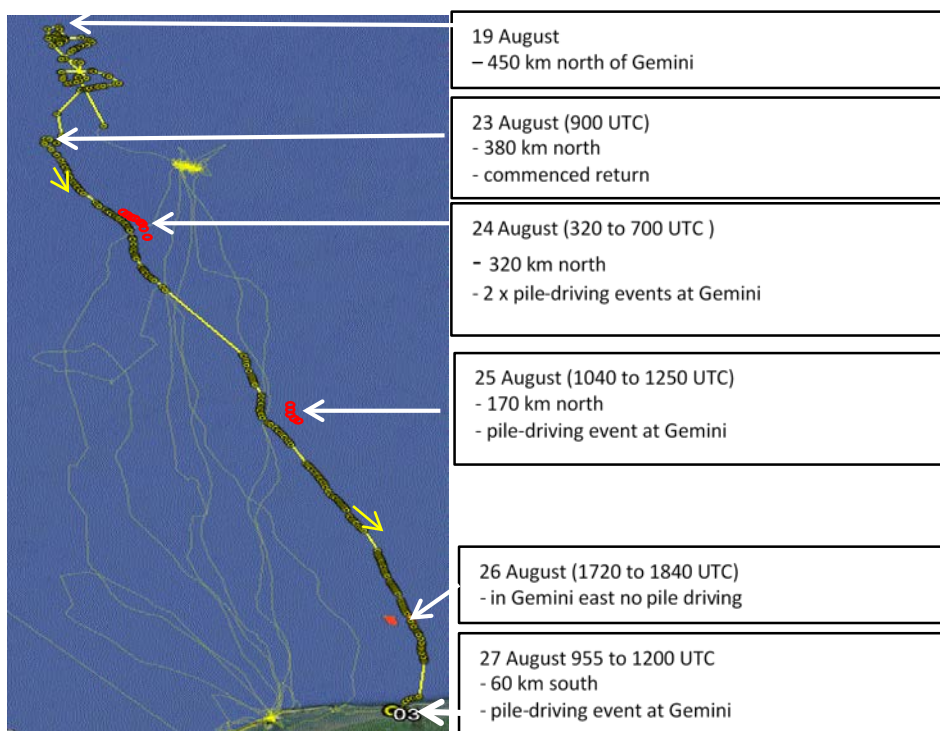 19 August
– 450 km north of Gemini
23 August (900 UTC)
- 380 km north
- commenced return
24 August (320 to 700 UTC )
- 320 km north
- 2 x pile-driving events at Gemini
25 August (1040 to 1250 UTC)
- 170 km north
- pile-driving event at Gemini
26 August (1720 to 1840 UTC)
- in Gemini east no pile driving
27 August 955 to 1200 UTC
- 60 km south
- pile-driving event at Gemini
03